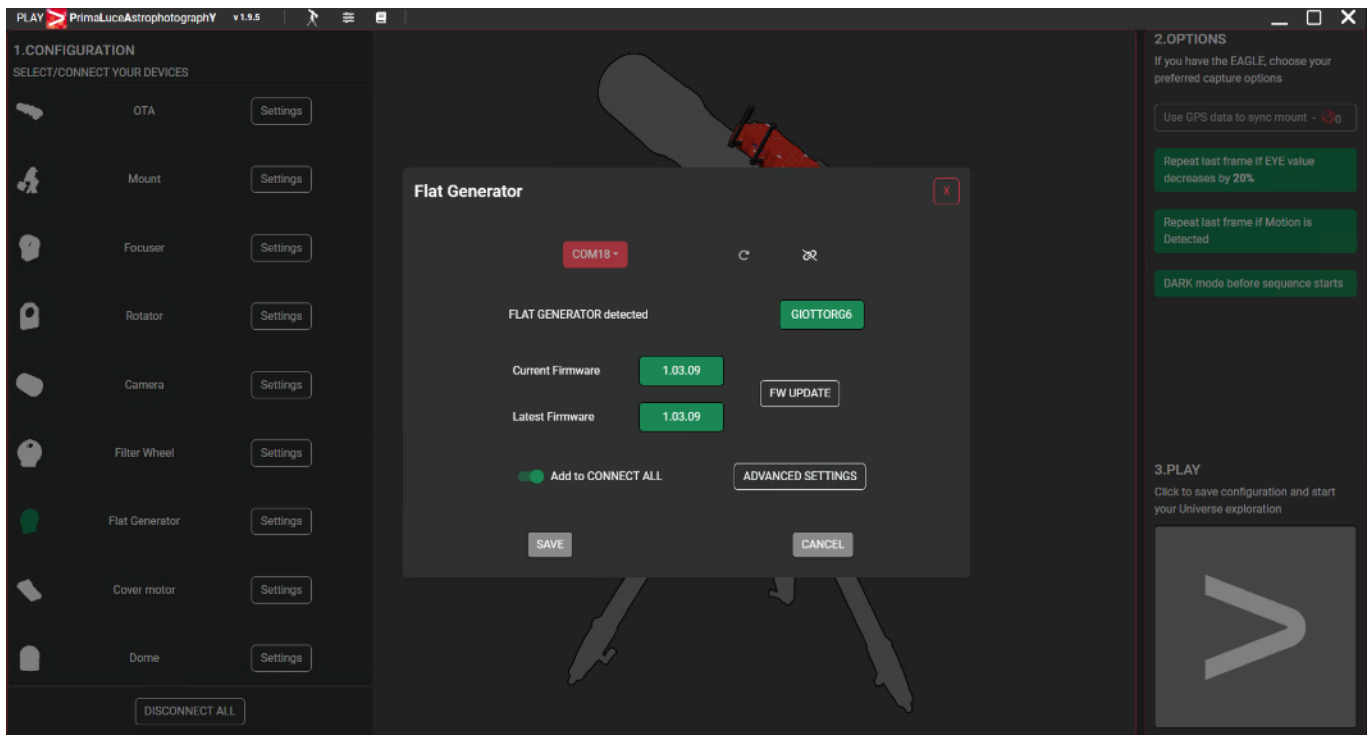 PLAY PrimaLuceAstrophotographY v 1.9.5
1.CONFIGURATION
SELECT/CONNECT YOUR DEVICES
OTA Settings
Mount Settings
Focuser Settings
Rotator Settings
Camera Settings
Filter Wheel Settings
Flat Generator Settings
Cover motor Settings
Dome Settings
DISCONNECT ALL
Flat Generator X
COM18
FLAT GENERATOR detected GIOTTORG6
Current Firmware 1.03.09
FW UPDATE
Latest Firmware 1.03.09
Add to CONNECT ALL ADVANCED SETTINGS
SAVE CANCEL
2.OPTIONS
If you have the EAGLE, choose your
preferred capture options
Use GPS data to sync mount - 0
Repeat last frame if EYE value
decreases by 20%
Repeat last frame if Motion is
Detected
DARK mode before sequence starts
3.PLAY
Click to save configuration and start
your Universe exploration